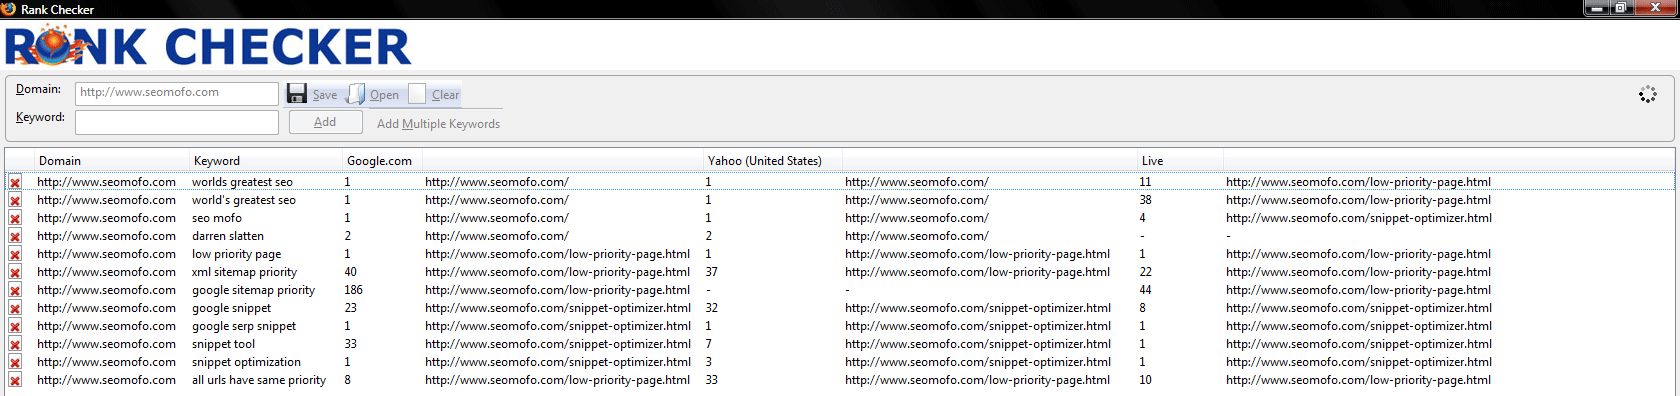 Rank Checker
RANK CHECKER
Domain: http://www.seomofo.com Save Open Clear
Keyword: Add Add Multiple Keywords
Domain Keyword Google.com Yahoo (United States) Live
http://www.seomofo.com worlds greatest seo 1 http://www.seomofo.com/ 1 http://www.seomofo.com/ 11 http://www.seomofo.com/low-priority-page.html
http://www.seomofo.com world's greatest seo 1 http://www.seomofo.com/ 1 http://www.seomofo.com/ 38 http://www.seomofo.com/low-priority-page.html
http://www.seomofo.com seo mofo 1 http://www.seomofo.com/ 1 http://www.seomofo.com/ 4 http://www.seomofo.com/snippet-optimizer.html
http://www.seomofo.com darren slatten 2 http://www.seomofo.com/ 2 http://www.seomofo.com/ - -
http://www.seomofo.com low priority page 1 http://www.seomofo.com/low-priority-page.html 1 http://www.seomofo.com/low-priority-page.html 1 http://www.seomofo.com/low-priority-page.html
http://www.seomofo.com xml sitemap priority 40 http://www.seomofo.com/low-priority-page.html 37 http://www.seomofo.com/low-priority-page.html 22 http://www.seomofo.com/low-priority-page.html
http://www.seomofo.com google sitemap priority 186 http://www.seomofo.com/low-priority-page.html - - 44 http://www.seomofo.com/low-priority-page.html
http://www.seomofo.com google snippet 23 http://www.seomofo.com/snippet-optimizer.html 32 http://www.seomofo.com/snippet-optimizer.html 8 http://www.seomofo.com/snippet-optimizer.html
http://www.seomofo.com google serp snippet 1 http://www.seomofo.com/snippet-optimizer.html 1 http://www.seomofo.com/snippet-optimizer.html 1 http://www.seomofo.com/snippet-optimizer.html
http://www.seomofo.com snippet tool 33 http://www.seomofo.com/snippet-optimizer.html 7 http://www.seomofo.com/snippet-optimizer.html 1 http://www.seomofo.com/snippet-optimizer.html
http://www.seomofo.com snippet optimization 1 http://www.seomofo.com/snippet-optimizer.html 3 http://www.seomofo.com/snippet-optimizer.html 1 http://www.seomofo.com/snippet-optimizer.html
http://www.seomofo.com all urls have same priority 8 http://www.seomofo.com/low-priority-page.html 33 http://www.seomofo.com/low-priority-page.html 10 http://www.seomofo.com/low-priority-page.html